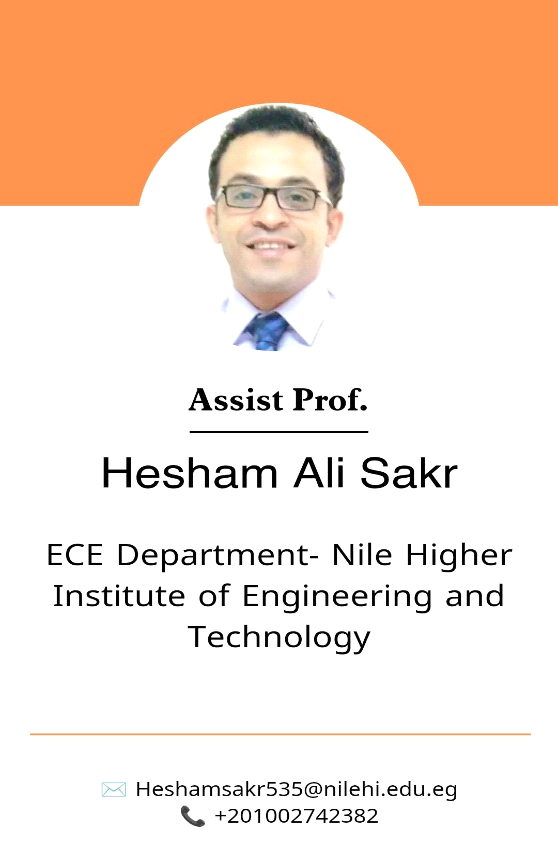 Assist Prof.
Hesham Ali Sakr
ECE Department- Nile Higher
Institute of Engineering and
Technology
✉️ Heshamsakr535@nilehi.edu.eg
📞 +201002742382